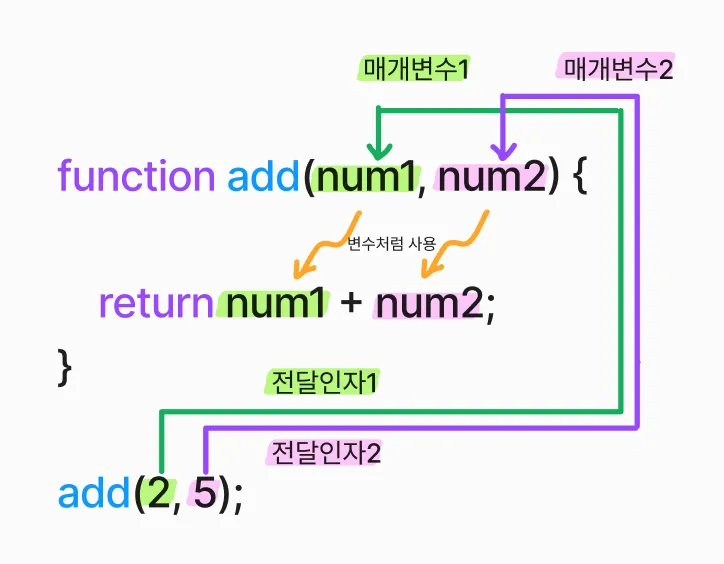 매개변수1 매개변수2
function add(num1, num2) {
변수처럼 사용
return num1 + num2;
}
전달인자1
전달인자2
add(2, 5);